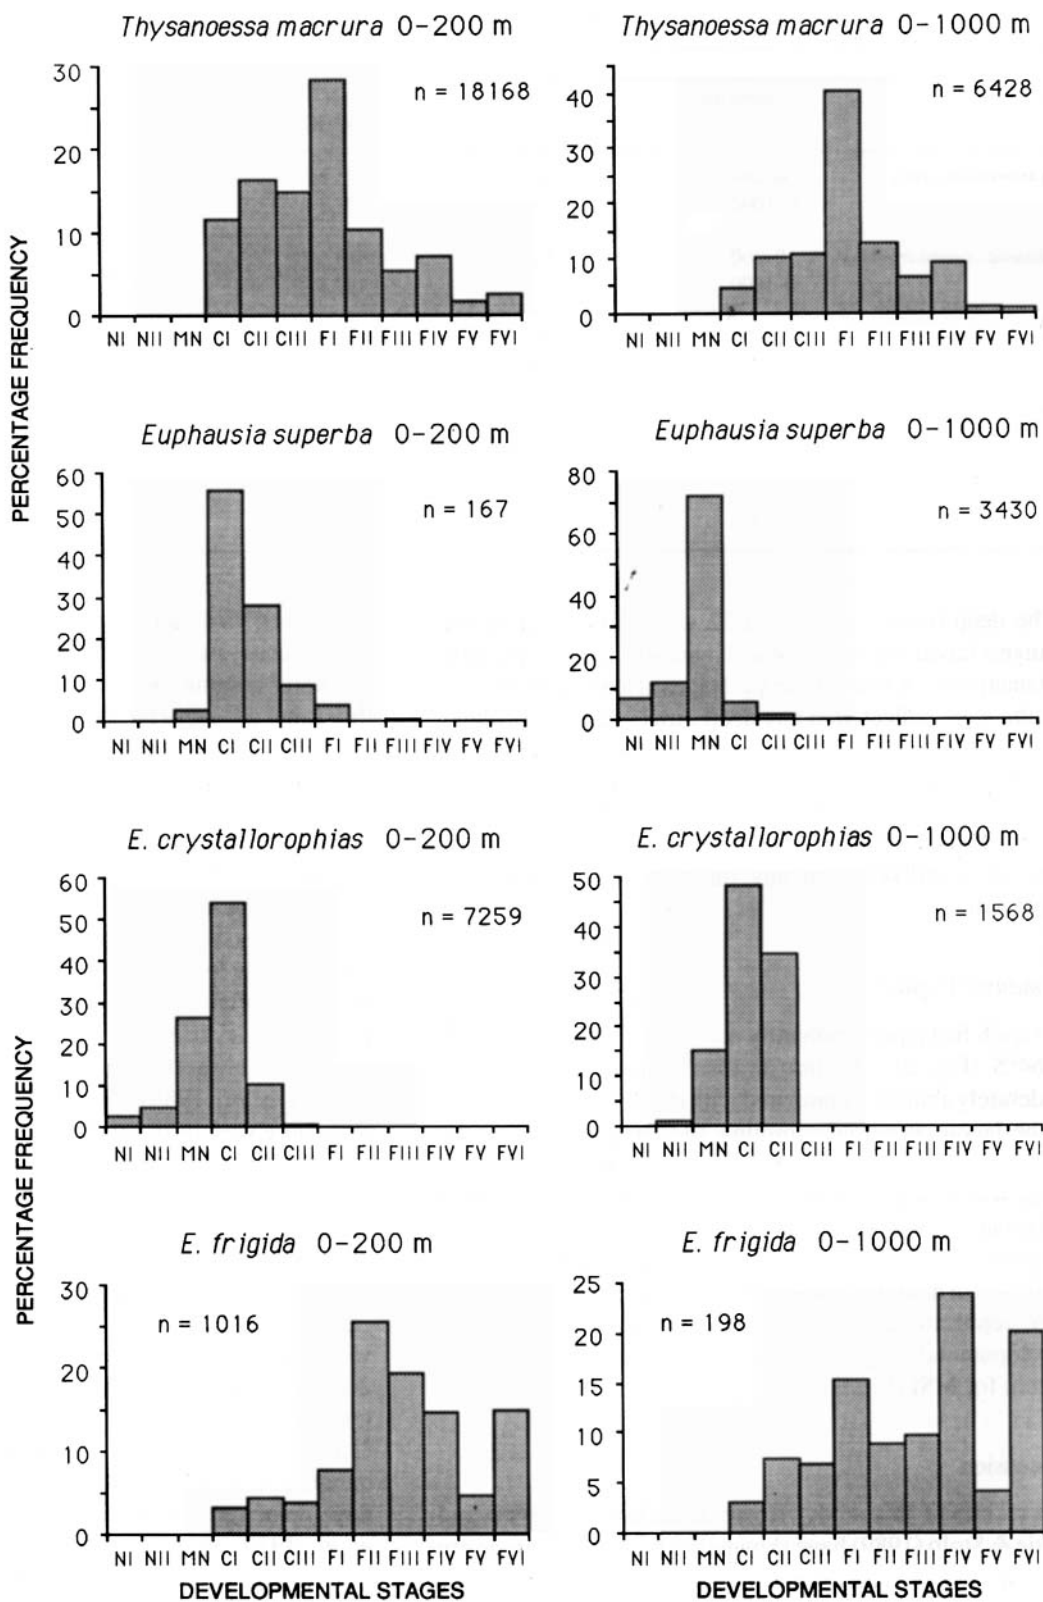 Thysanoessa macrura 0-200 m
n = 18168
30
20
10
0
NI NII MN CI CII CIII FI FII FIII FIV FV FVI
Thysanoessa macrura 0-1000 m
n = 6428
40
30
20
10
0
NI NII MN CI CII CIII FI FII FIII FIV FV FVI
PERCENTAGE FREQUENCY
Euphausia superba 0-200 m
n = 167
60
50
40
30
20
10
0
NI NII MN CI CII CIII FI FII FIII FIV FV FVI
Euphausia superba 0-1000 m
n = 3430
80
60
40
20
0
NI NII MN CI CII CIII FI FII FIII FIV FV FVI
E. crystallorophias 0-200 m
n = 7259
60
50
40
30
20
10
0
NI NII MN CI CII CIII FI FII FIII FIV FV FVI
E. crystallorophias 0-1000 m
n = 1568
50
40
30
20
10
0
NI NII MN CI CII CIII FI FII FIII FIV FV FVI
PERCENTAGE FREQUENCY
E. frigida 0-200 m
n = 1016
30
20
10
0
NI NII MN CI CII CIII FI FII FIII FIV FV FVI
DEVELOPMENTAL STAGES
E. frigida 0-1000 m
n = 198
25
20
15
10
5
0
NI NII MN CI CII CIII FI FII FIII FIV FV FVI
DEVELOPMENTAL STAGES